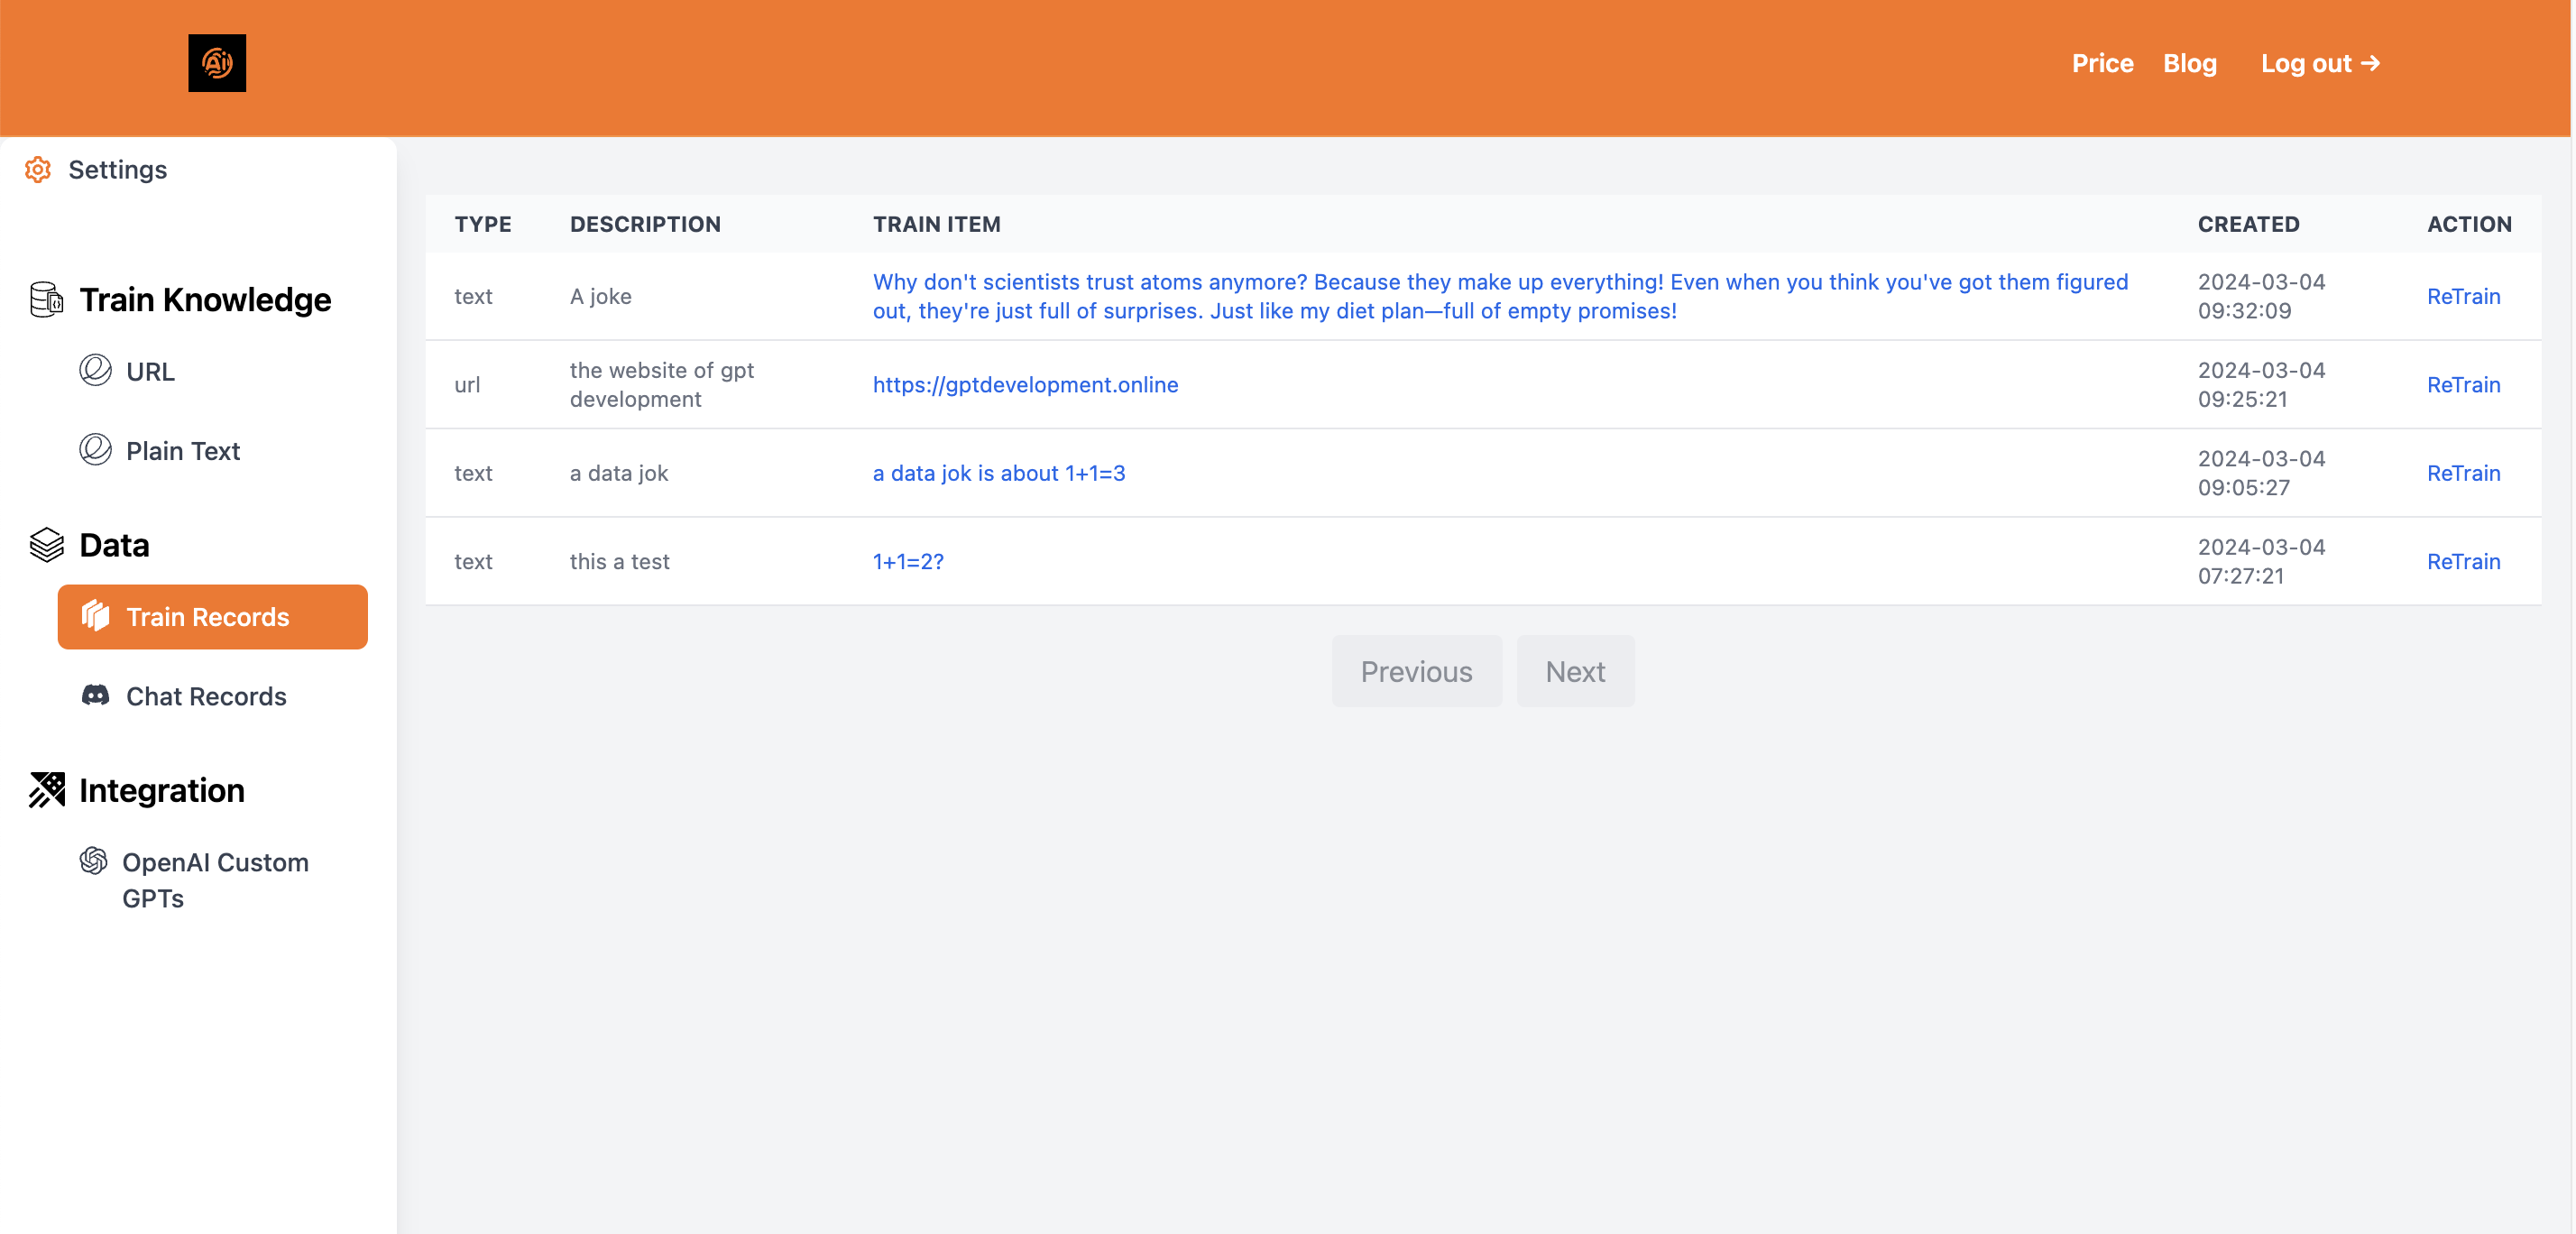 Ai
Price Blog Log out →
Settings
Train Knowledge
URL
Plain Text
Data
Train Records
Chat Records
Integration
OpenAI Custom
GPTs
TYPE DESCRIPTION TRAIN ITEM CREATED ACTION
text A joke Why don't scientists trust atoms anymore? Because they make up everything! Even when you think you've got them figured
out, they're just full of surprises. Just like my diet plan—full of empty promises! 2024-03-04
09:32:09 ReTrain
url the website of gpt
development https://gptdevelopment.online 2024-03-04
09:25:21 ReTrain
text a data jok a data jok is about 1+1=3 2024-03-04
09:05:27 ReTrain
text this a test 1+1=2? 2024-03-04
07:27:21 ReTrain
Previous Next